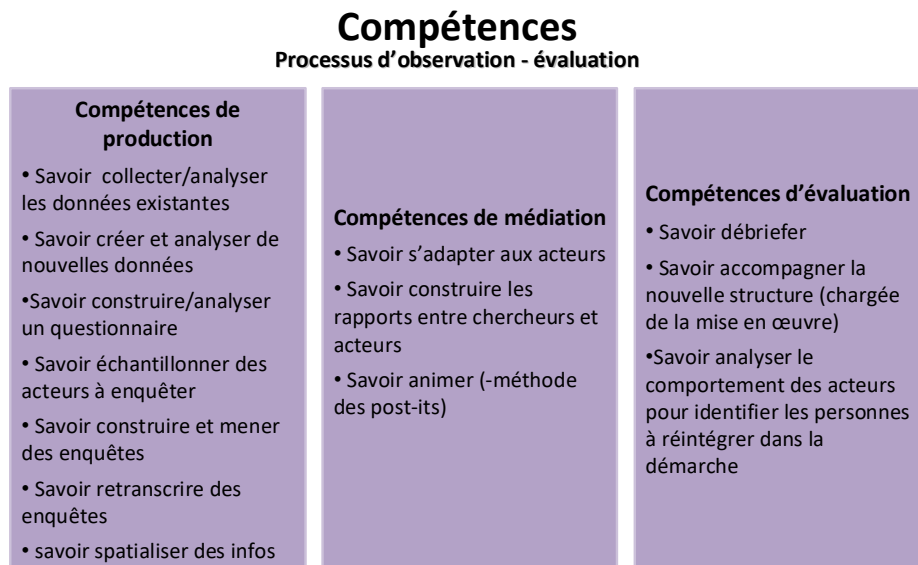 Compétences
Processus d’observation - évaluation
Compétences de
production
• Savoir collecter/analyser
les données existantes
• Savoir créer et analyser de
nouvelles données
•Savoir construire/analyser
un questionnaire
• Savoir échantillonner des
acteurs à enquêter
• Savoir construire et mener
des enquêtes
• Savoir retranscrire des
enquêtes
• savoir spatialiser des infos
Compétences de médiation
• Savoir s’adapter aux acteurs
• Savoir construire les
rapports entre chercheurs et
acteurs
• Savoir animer (-méthode
des post-its)
Compétences d’évaluation
• Savoir débriefer
• Savoir accompagner la
nouvelle structure (chargée
de la mise en œuvre)
•Savoir analyser le
comportement des acteurs
pour identifier les personnes
à réintégrer dans la
démarche